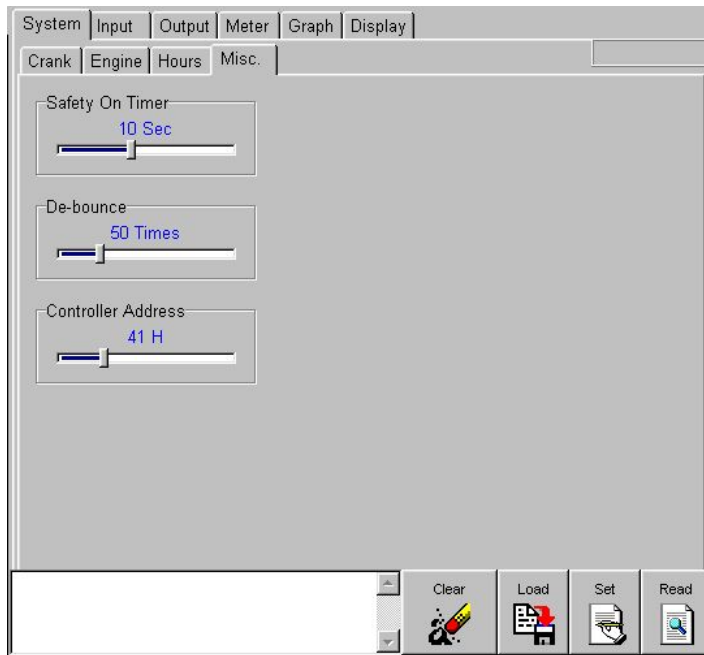 System Input Output Meter Graph Display
Crank Engine Hours Misc.
Safety On Timer
10 Sec
De-bounce
50 Times
Controller Address
41 H
Clear Load Set Read